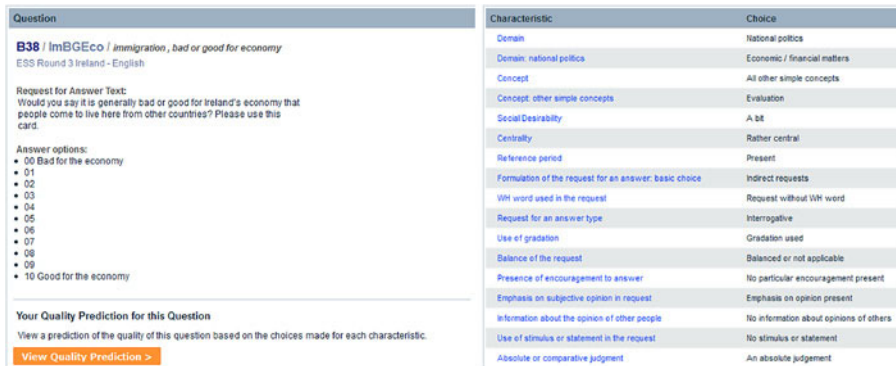 Question
B38 / ImBGEco / immigration , bad or good for economy
ESS Round 3 Ireland - English
Request for Answer Text:
Would you say it is generally bad or good for Ireland's economy that
people come to live here from other countries? Please use this
card.
Answer options:
• 00 Bad for the economy
• 01
• 02
• 03
• 04
• 05
• 06
• 07
• 08
• 09
• 10 Good for the economy
Your Quality Prediction for this Question
View a prediction of the quality of this question based on the choices made for each characteristic.
View Quality Prediction >
Characteristic Choice
Domain National politics
Domain: national politics Economic / financial matters
Concept All other simple concepts
Concept: other simple concepts Evaluation
Social Desirability A bit
Centrality Rather central
Reference period Present
Formulation of the request for an answer: basic choice Indirect requests
WH word used in the request Request without WH word
Request for an answer type Interrogative
Use of gradation Gradation used
Balance of the request Balanced or not applicable
Presence of encouragement to answer No particular encouragement present
Emphasis on subjective opinion in request Emphasis on opinion present
Information about the opinion of other people No information about opinions of others
Use of stimulus or statement in the request No stimulus or statement
Absolute or comparative judgment An absolute judgement